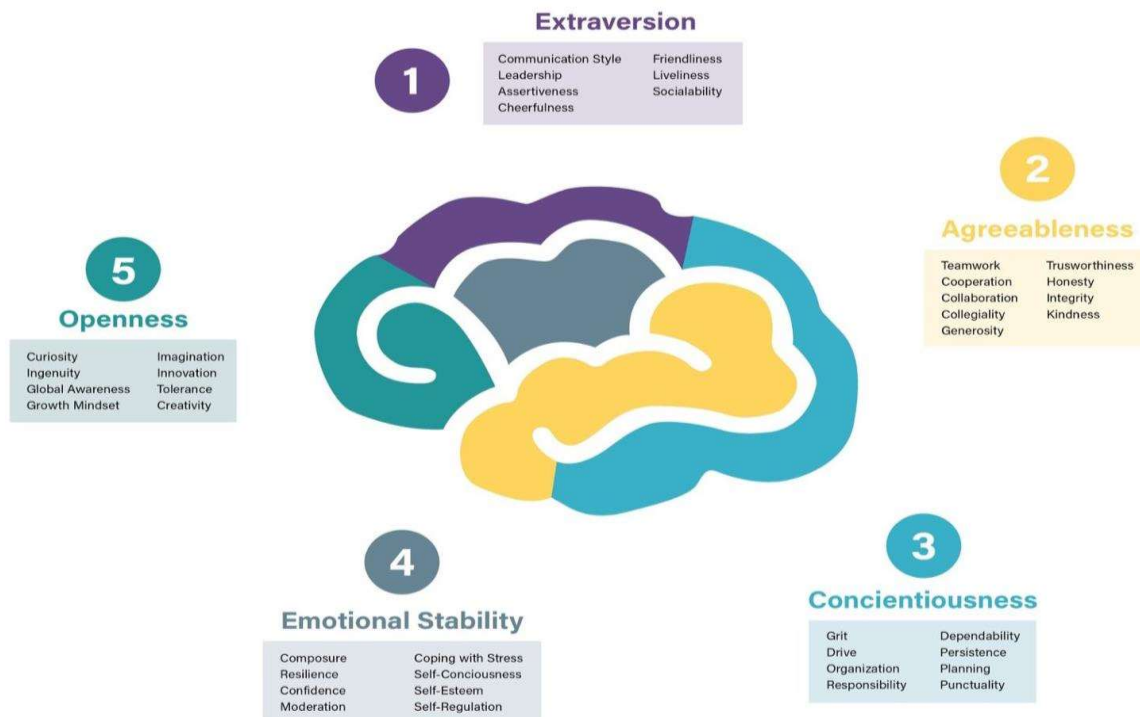 Extraversion
1
Communication Style
Leadership
Assertiveness
Cheerfulness
Friendliness
Liveliness
Socialability
2
Agreeableness
Teamwork
Cooperation
Collaboration
Collegiality
Generosity
Trusworthiness
Honesty
Integrity
Kindness
3
Concientiousness
Grit
Drive
Organization
Responsibility
Dependability
Persistence
Planning
Punctuality
4
Emotional Stability
Composure
Resilience
Confidence
Moderation
Coping with Stress
Self-Conciousness
Self-Esteem
Self-Regulation
5
Openness
Curiosity
Ingenuity
Global Awareness
Growth Mindset
Imagination
Innovation
Tolerance
Creativity